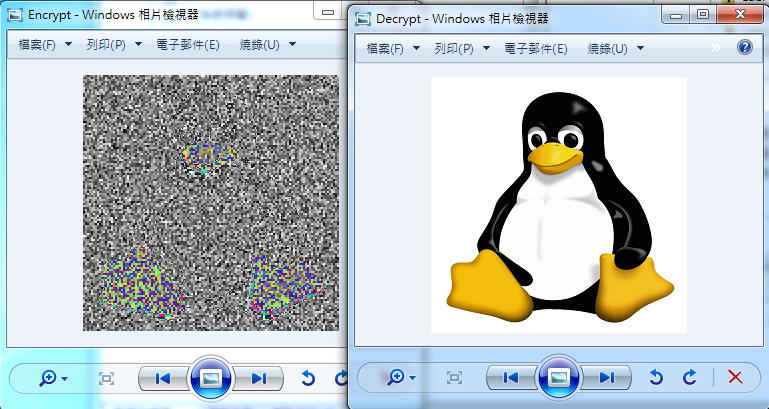 Encrypt - Windows 相片檢視器
檔案(F) 列印(P) 電子郵件(E) 燒錄(U)
Decrypt - Windows 相片檢視器
檔案(F) 列印(P) 電子郵件(E) 燒錄(U) »